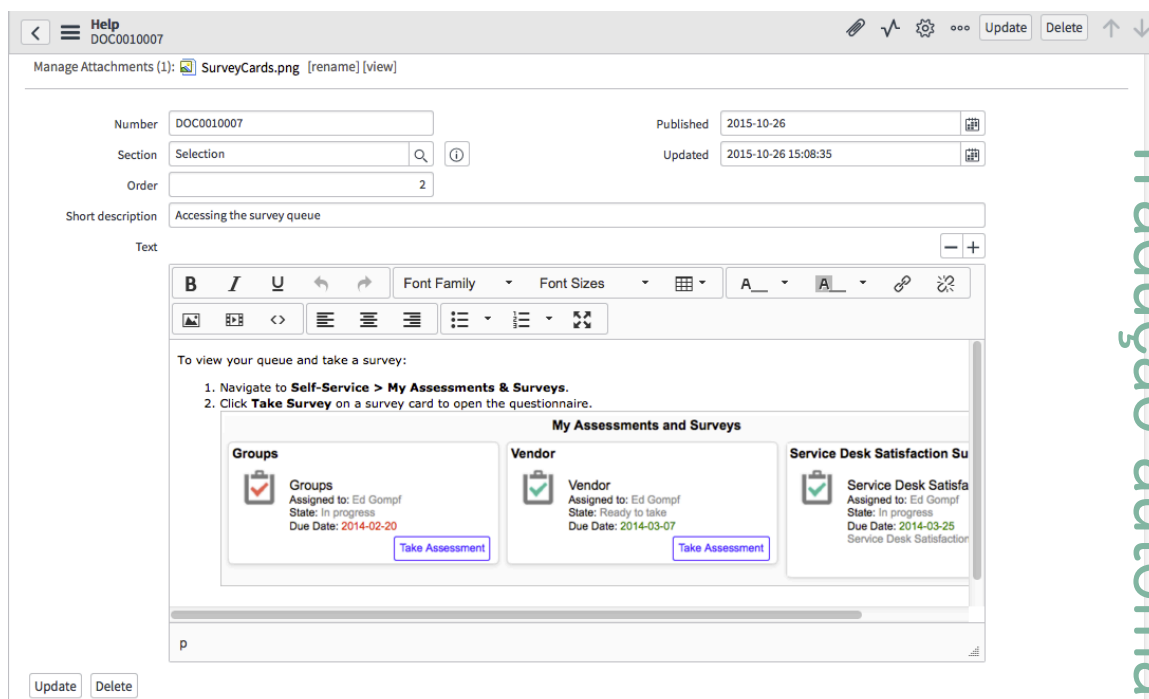 Help
DOC0010007
Update
Delete
Manage Attachments (1): SurveyCards.png [rename] [view]
Number DOC0010007
Published 2015-10-26
Section Selection
Updated 2015-10-26 15:08:35
Order 2
Short description Accessing the survey queue
Text
B I U Font Family Font Sizes A A
To view your queue and take a survey:
1. Navigate to Self-Service > My Assessments & Surveys.
2. Click Take Survey on a survey card to open the questionnaire.
My Assessments and Surveys
Groups
Groups
Assigned to: Ed Gompf
State: In progress
Due Date: 2014-02-20
Take Assessment
Vendor
Vendor
Assigned to: Ed Gompf
State: Ready to take
Due Date: 2014-03-07
Take Assessment
Service Desk Satisfaction Su
Service Desk Satisfa
Assigned to: Ed Gompf
State: In progress
Due Date: 2014-03-25
Service Desk Satisfaction
p
Update Delete